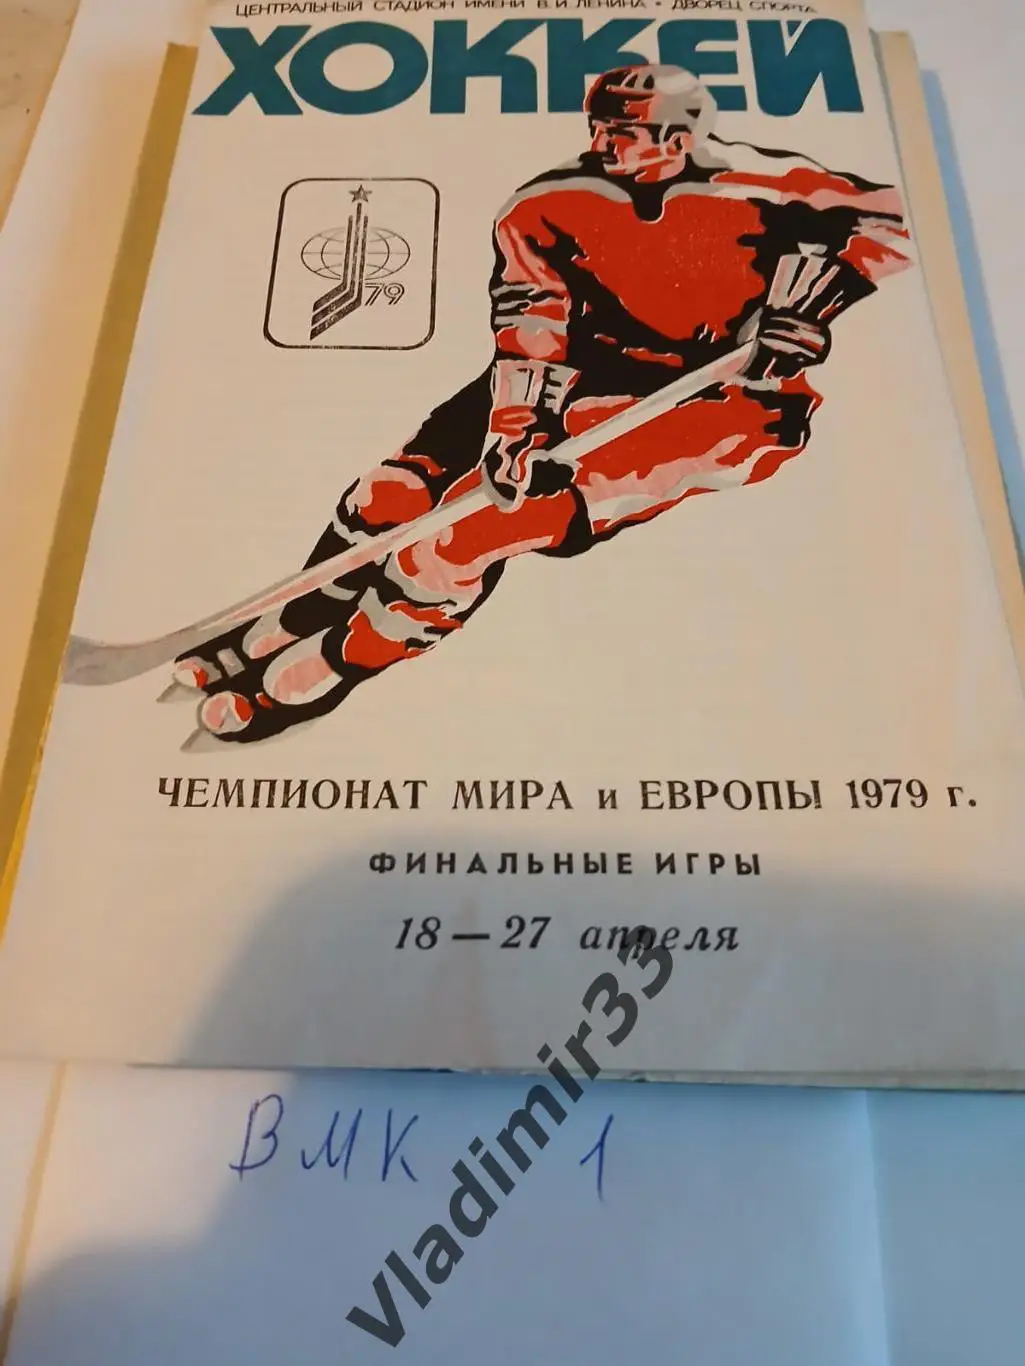 ЦЕНТРАЛЬНЫЙ СТАДИОН ИМЕНИ В.И.ЛЕНИНА • ДВОРЕЦ СПОРТА
ХОККЕЙ
79
ЧЕМПИОНАТ МИРА и ЕВРОПЫ 1979 г.
ФИНАЛЬНЫЕ ИГРЫ
18—27 апреля
ВМК 1
Vladimir33